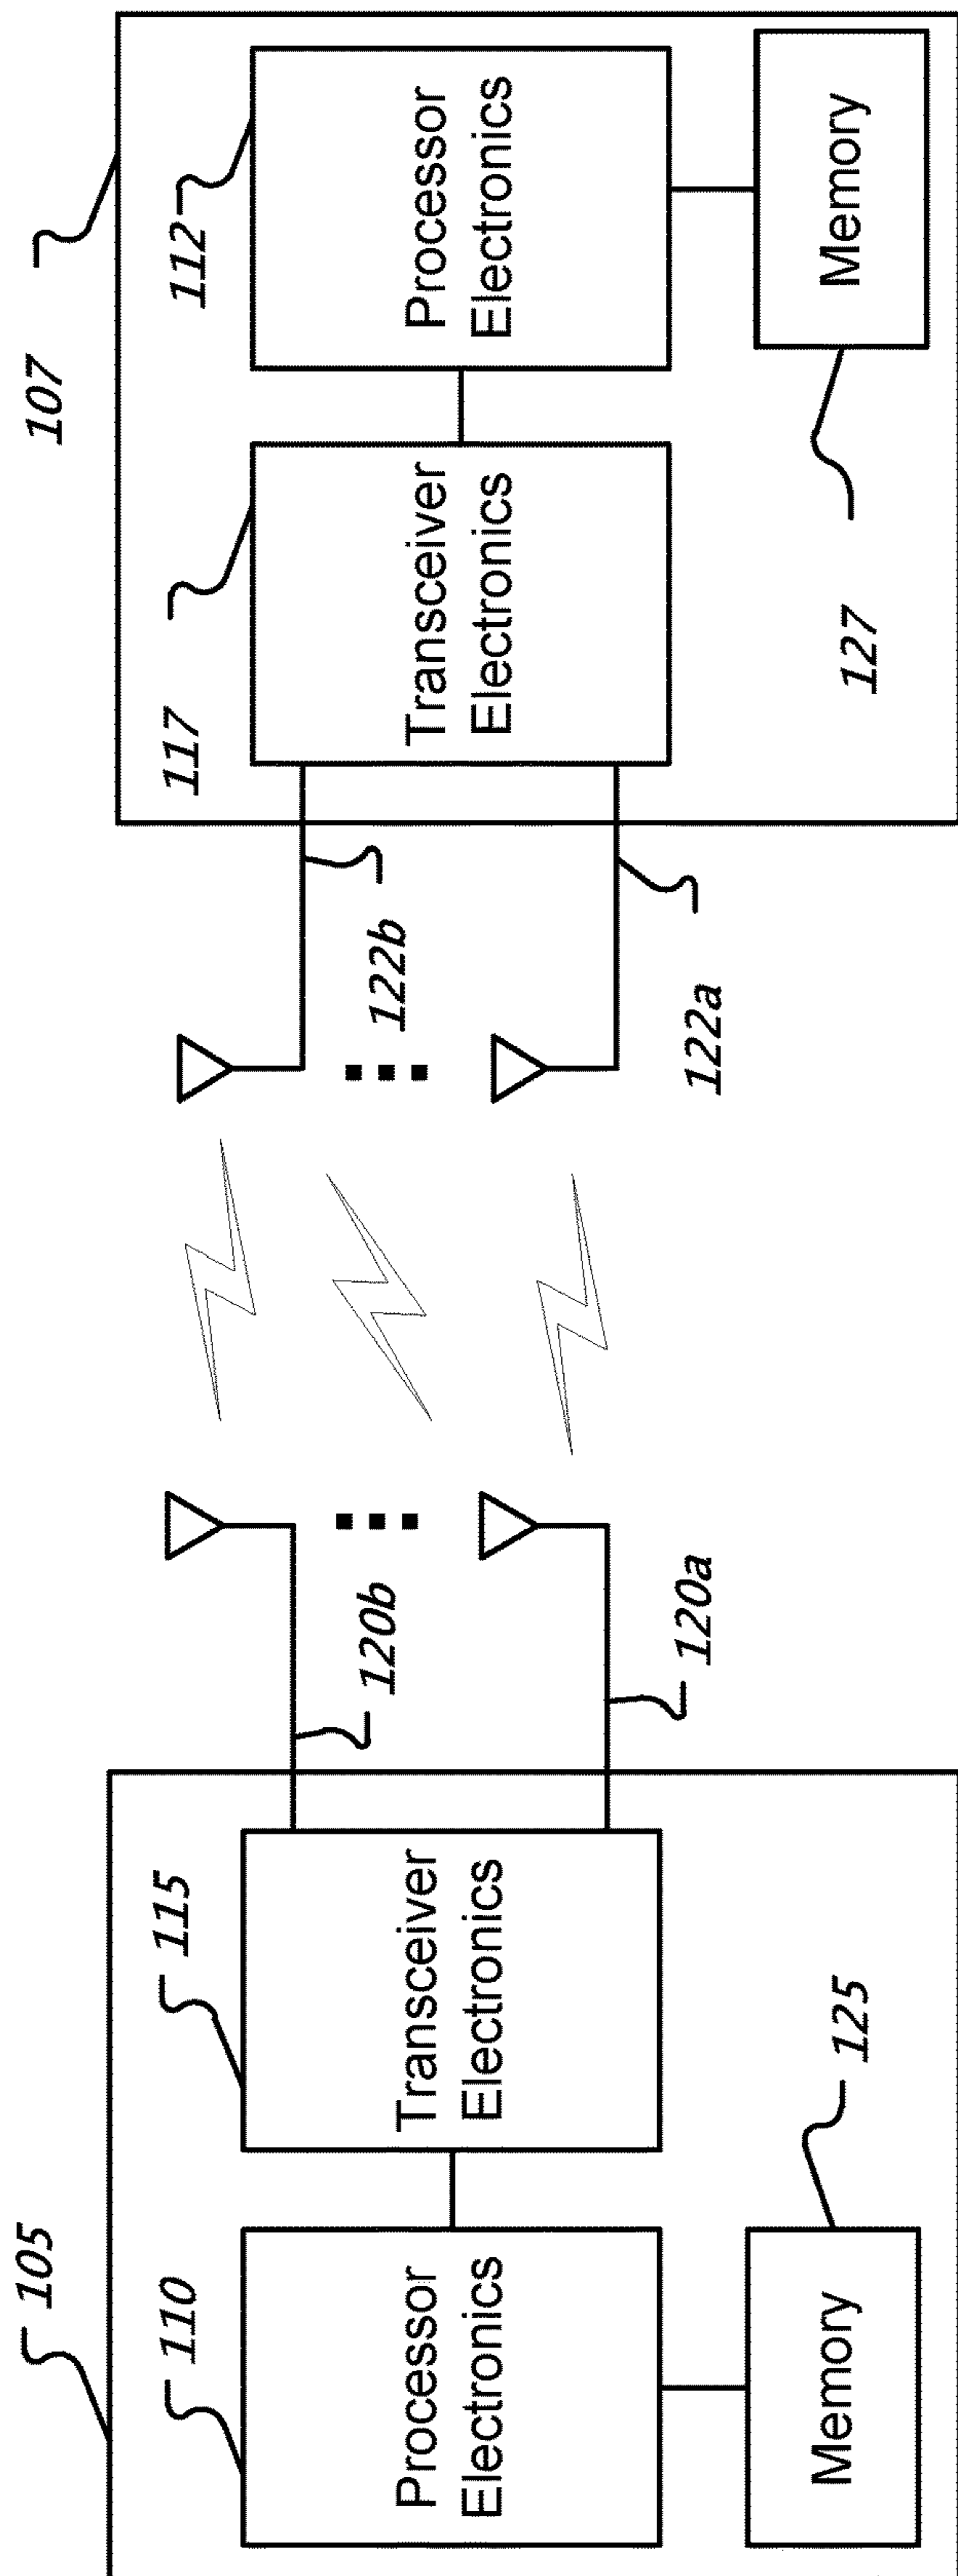 105
110
Processor
Electronics
Memory
125
115
Transceiver
Electronics
120b
120a
122b
122a
107
117
Transceiver
Electronics
112
Processor
Electronics
127
Memory